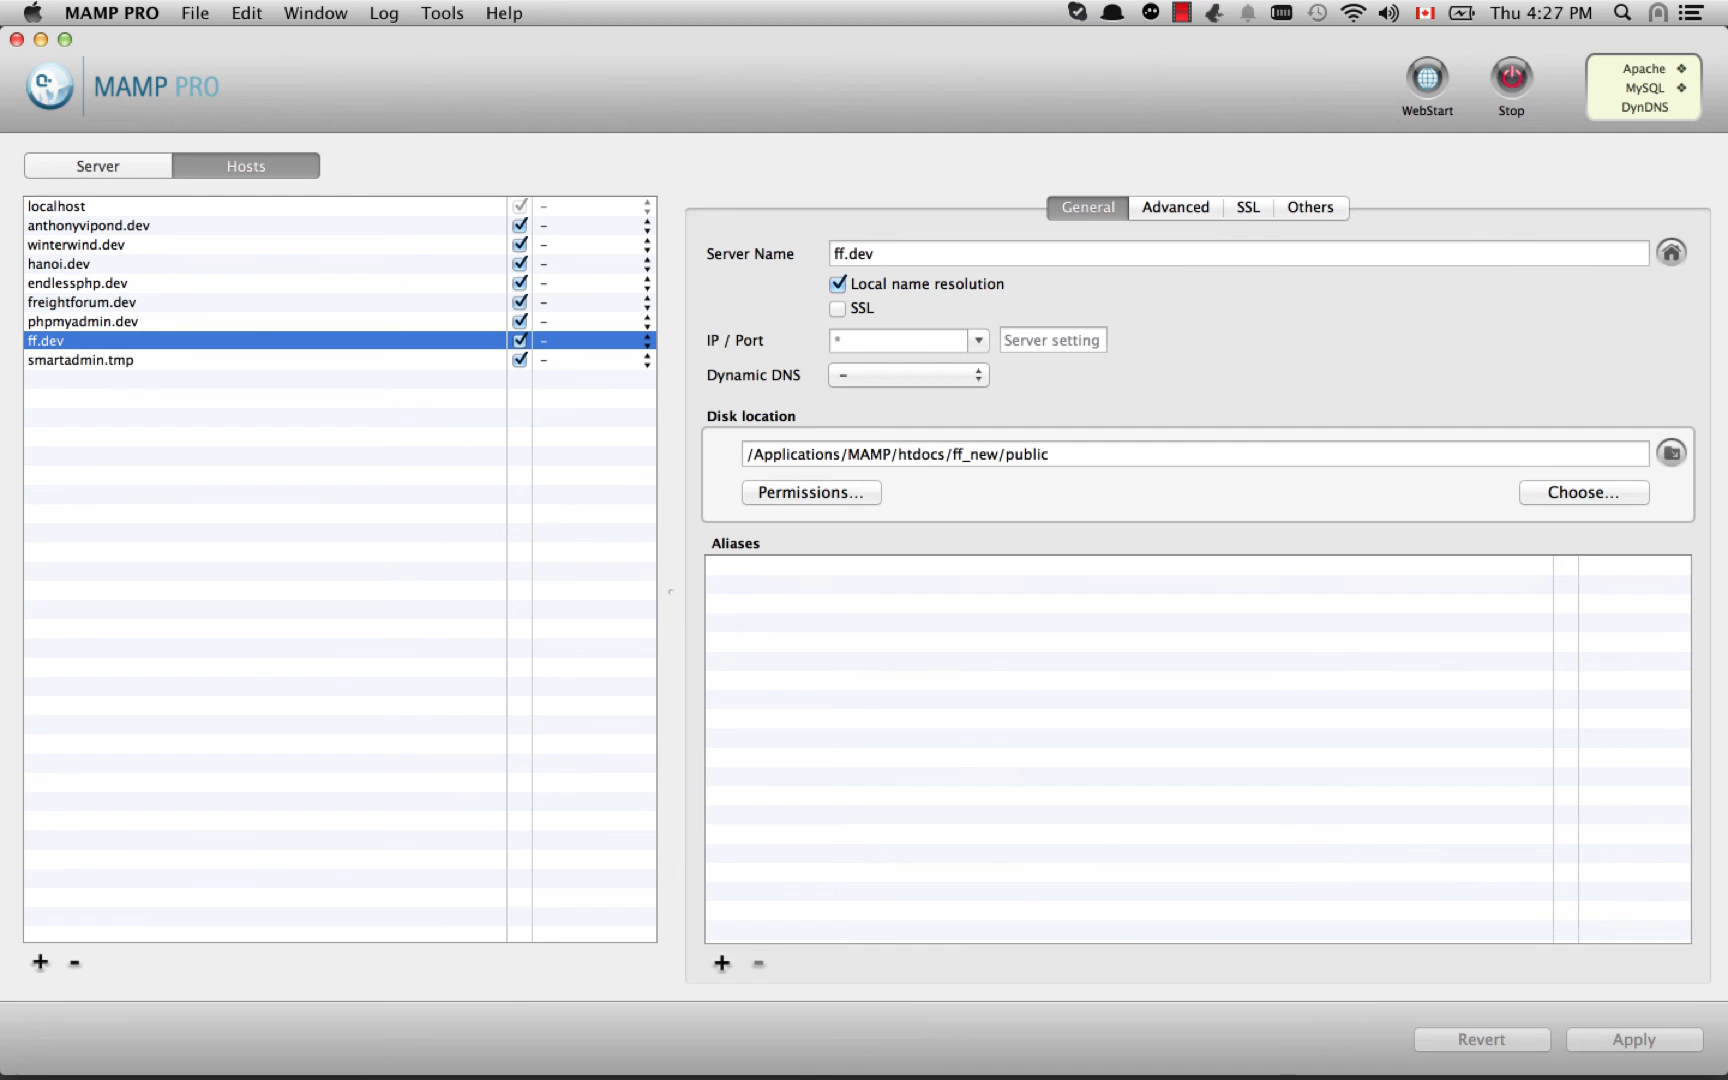 MAMP PRO File Edit Window Log Tools Help Thu 4:27 PM
MAMP PRO
WebStart
Stop
Apache
MySQL
DynDNS
Server
Hosts
localhost –
anthonyvipond.dev –
winterwind.dev –
hanoi.dev –
endlessphp.dev –
freightforum.dev –
phpmyadmin.dev –
ff.dev –
smartadmin.tmp –
General Advanced SSL Others
Server Name ff.dev
Local name resolution
SSL
IP / Port * Server setting
Dynamic DNS –
Disk location
/Applications/MAMP/htdocs/ff_new/public
Permissions... Choose...
Aliases
+ -
+ -
Revert Apply